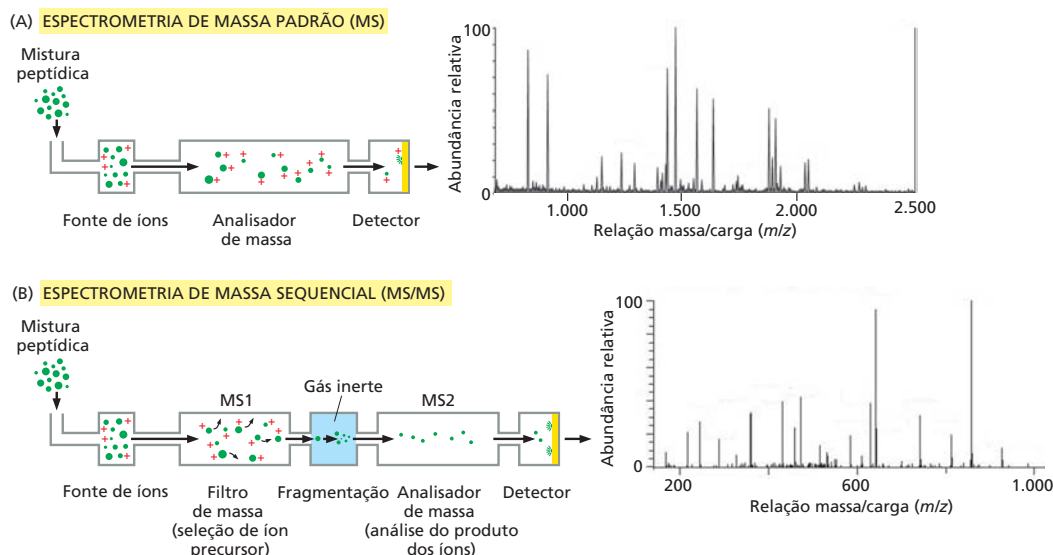 (A) ESPECTROMETRIA DE MASSA PADRÃO (MS)
Mistura
peptídica
Fonte de íons
Analisador
de massa
Detector
Abundância relativa
100
0
1.000
1.500
2.000
2.500
Relação massa/carga (m/z)
(B) ESPECTROMETRIA DE MASSA SEQUENCIAL (MS/MS)
Mistura
peptídica
MS1
Gás inerte
MS2
Fonte de íons
Filtro
de massa
(seleção de íon
precursor)
Fragmentação
Analisador
de massa
(análise do produto
dos íons)
Detector
Abundância relativa
100
0
200
600
1.000
Relação massa/carga (m/z)